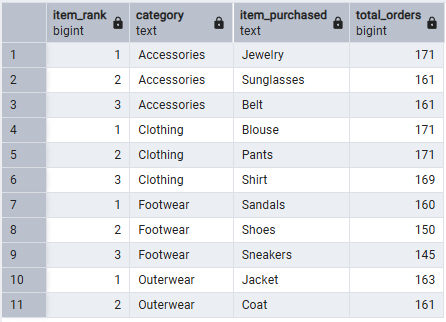 item_rank category item_purchased total_orders
bigint text text bigint
1 1 Accessories Jewelry 171
2 2 Accessories Sunglasses 161
3 3 Accessories Belt 161
4 1 Clothing Blouse 171
5 2 Clothing Pants 171
6 3 Clothing Shirt 169
7 1 Footwear Sandals 160
8 2 Footwear Shoes 150
9 3 Footwear Sneakers 145
10 1 Outerwear Jacket 163
11 2 Outerwear Coat 161